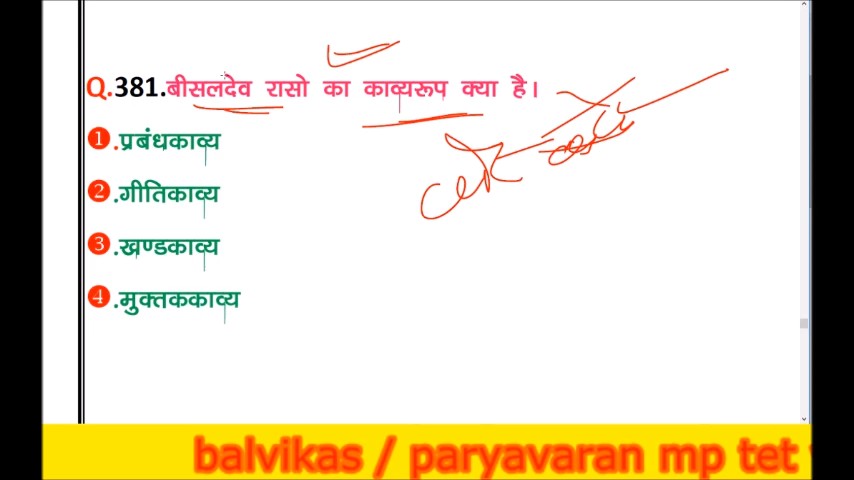 Q.381.बीसलदेव रासो का काव्यरूप क्या है।
1.प्रबंधकाव्य
2.गीतिकाव्य
3.खण्डकाव्य
4.मुक्तककाव्य
balvikas / paryavaran mp tet